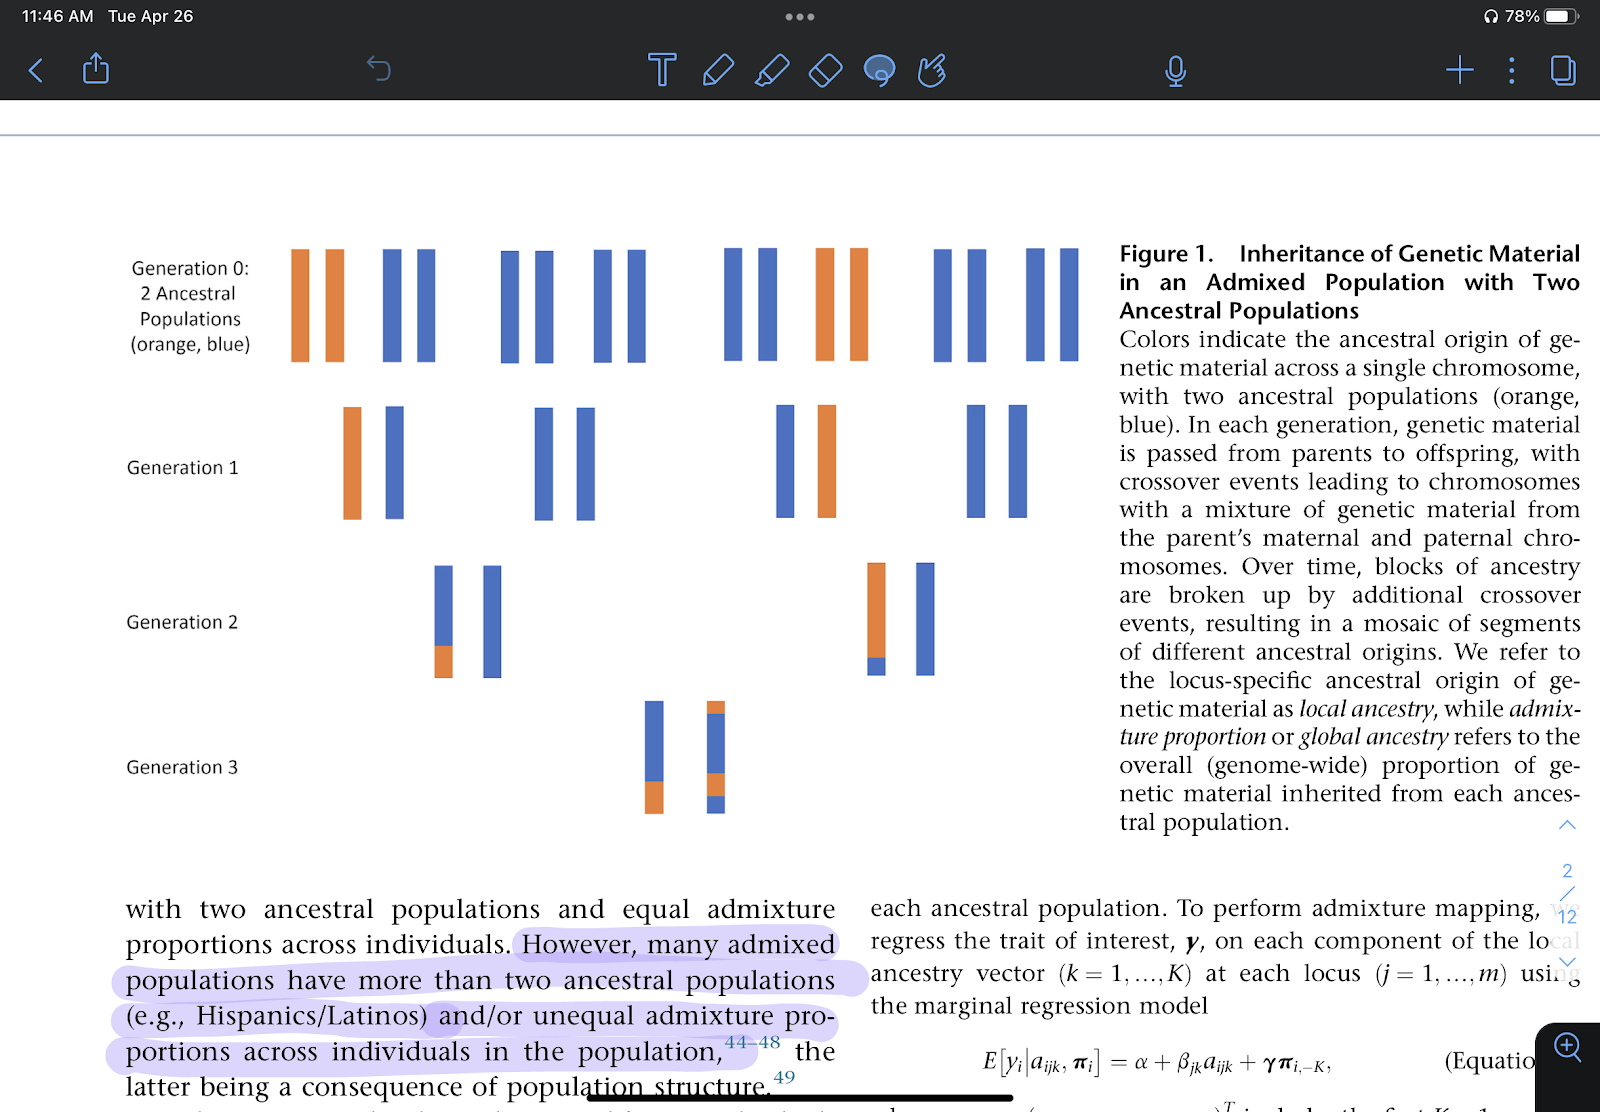 11:46 AM Tue Apr 26
78%
Generation 0:
2 Ancestral
Populations
(orange, blue)
Generation 1
Generation 2
Generation 3
Figure 1. Inheritance of Genetic Material
in an Admixed Population with Two
Ancestral Populations
Colors indicate the ancestral origin of ge-
netic material across a single chromosome,
with two ancestral populations (orange,
blue). In each generation, genetic material
is passed from parents to offspring, with
crossover events leading to chromosomes
with a mixture of genetic material from
the parent's maternal and paternal chro-
mosomes. Over time, blocks of ancestry
are broken up by additional crossover
events, resulting in a mosaic of segments
of different ancestral origins. We refer to
the locus-specific ancestral origin of ge-
netic material as local ancestry, while admix-
ture proportion or global ancestry refers to the
overall (genome-wide) proportion of ge-
netic material inherited from each ances-
tral population.
2
12
with two ancestral populations and equal admixture
proportions across individuals. However, many admixed
populations have more than two ancestral populations
(e.g., Hispanics/Latinos) and/or unequal admixture pro-
portions across individuals in the population,44–48 the
latter being a consequence of population structure.49
each ancestral population. To perform admixture mapping, we
regress the trait of interest, y, on each component of the local
ancestry vector (k = 1,...,K) at each locus (j = 1,...,m) using
the marginal regression model
E[yi|aijk, πi] = α + βjkaijk + γπi,−K, (Equatio